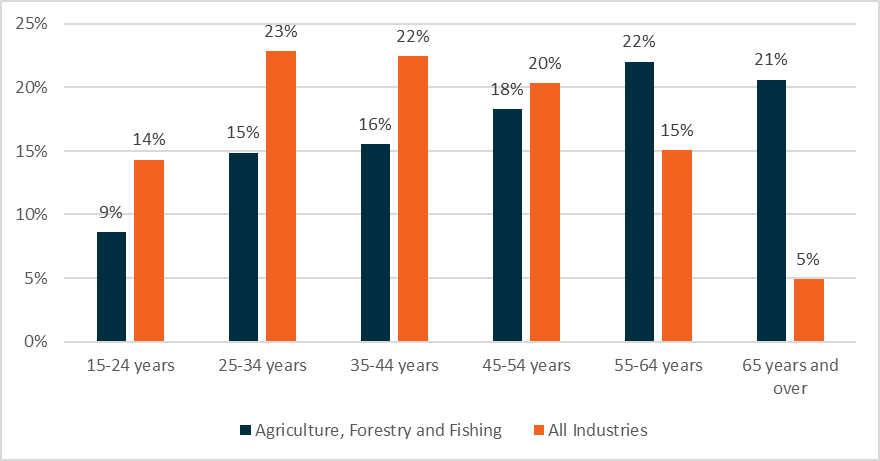 25%
20%
15%
10%
5%
0%
9%
14%
15%
23%
16%
22%
18%
20%
22%
15%
21%
5%
15-24 years
25-34 years
35-44 years
45-54 years
55-64 years
65 years and
over
Agriculture, Forestry and Fishing
All Industries